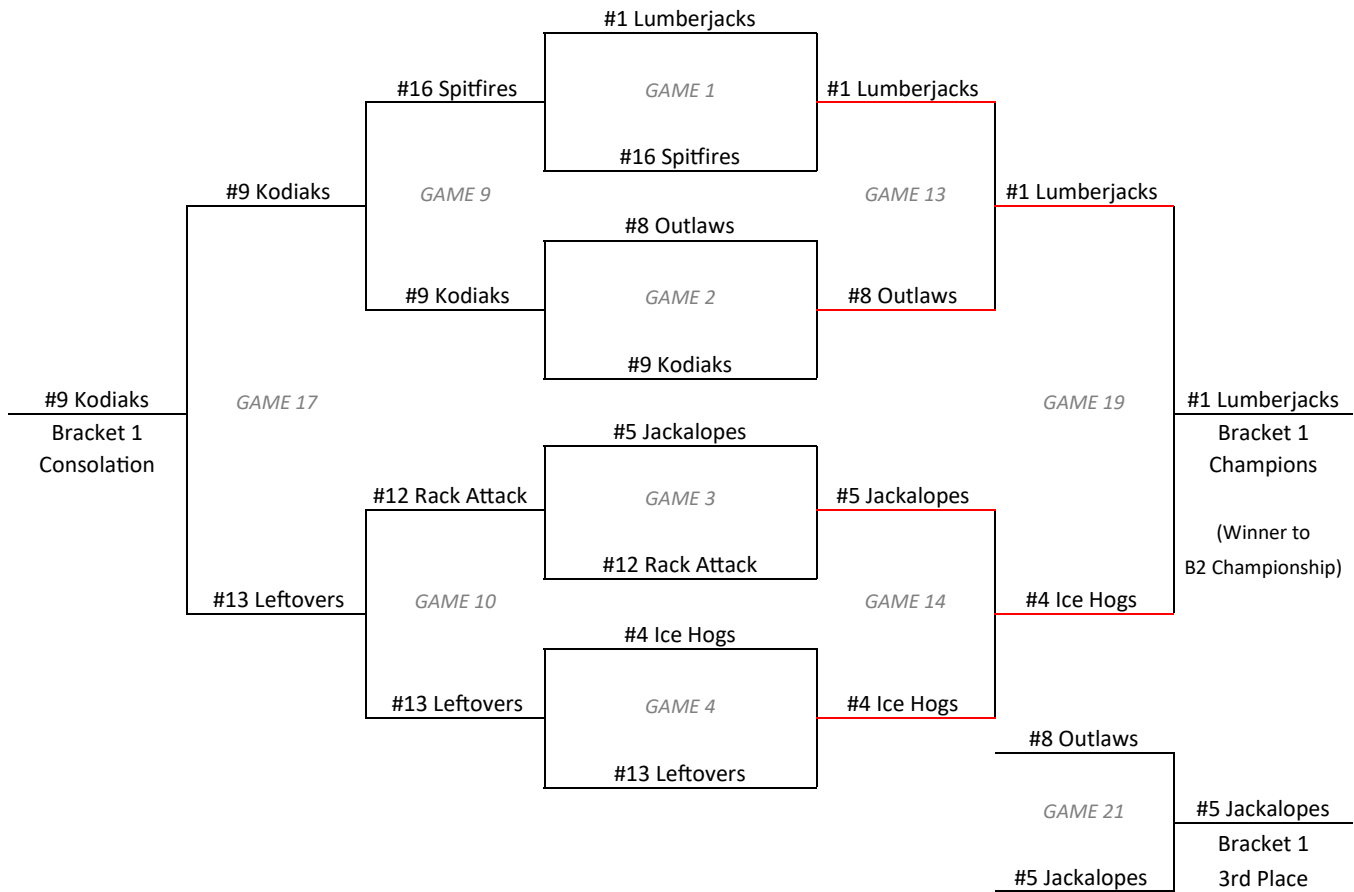 #1 Lumberjacks
#16 Spitfires
GAME 1
#1 Lumberjacks
#16 Spitfires
#9 Kodiaks
GAME 9
GAME 13
#1 Lumberjacks
#8 Outlaws
#9 Kodiaks
GAME 2
#8 Outlaws
#9 Kodiaks
#9 Kodiaks
Bracket 1
Consolation
GAME 17
GAME 19
#1 Lumberjacks
Bracket 1
Champions
(Winner to
B2 Championship)
#5 Jackalopes
#12 Rack Attack
GAME 3
#5 Jackalopes
#12 Rack Attack
#13 Leftovers
GAME 10
GAME 14
#4 Ice Hogs
#4 Ice Hogs
#13 Leftovers
GAME 4
#4 Ice Hogs
#13 Leftovers
#8 Outlaws
GAME 21
#5 Jackalopes
Bracket 1
3rd Place
#5 Jackalopes